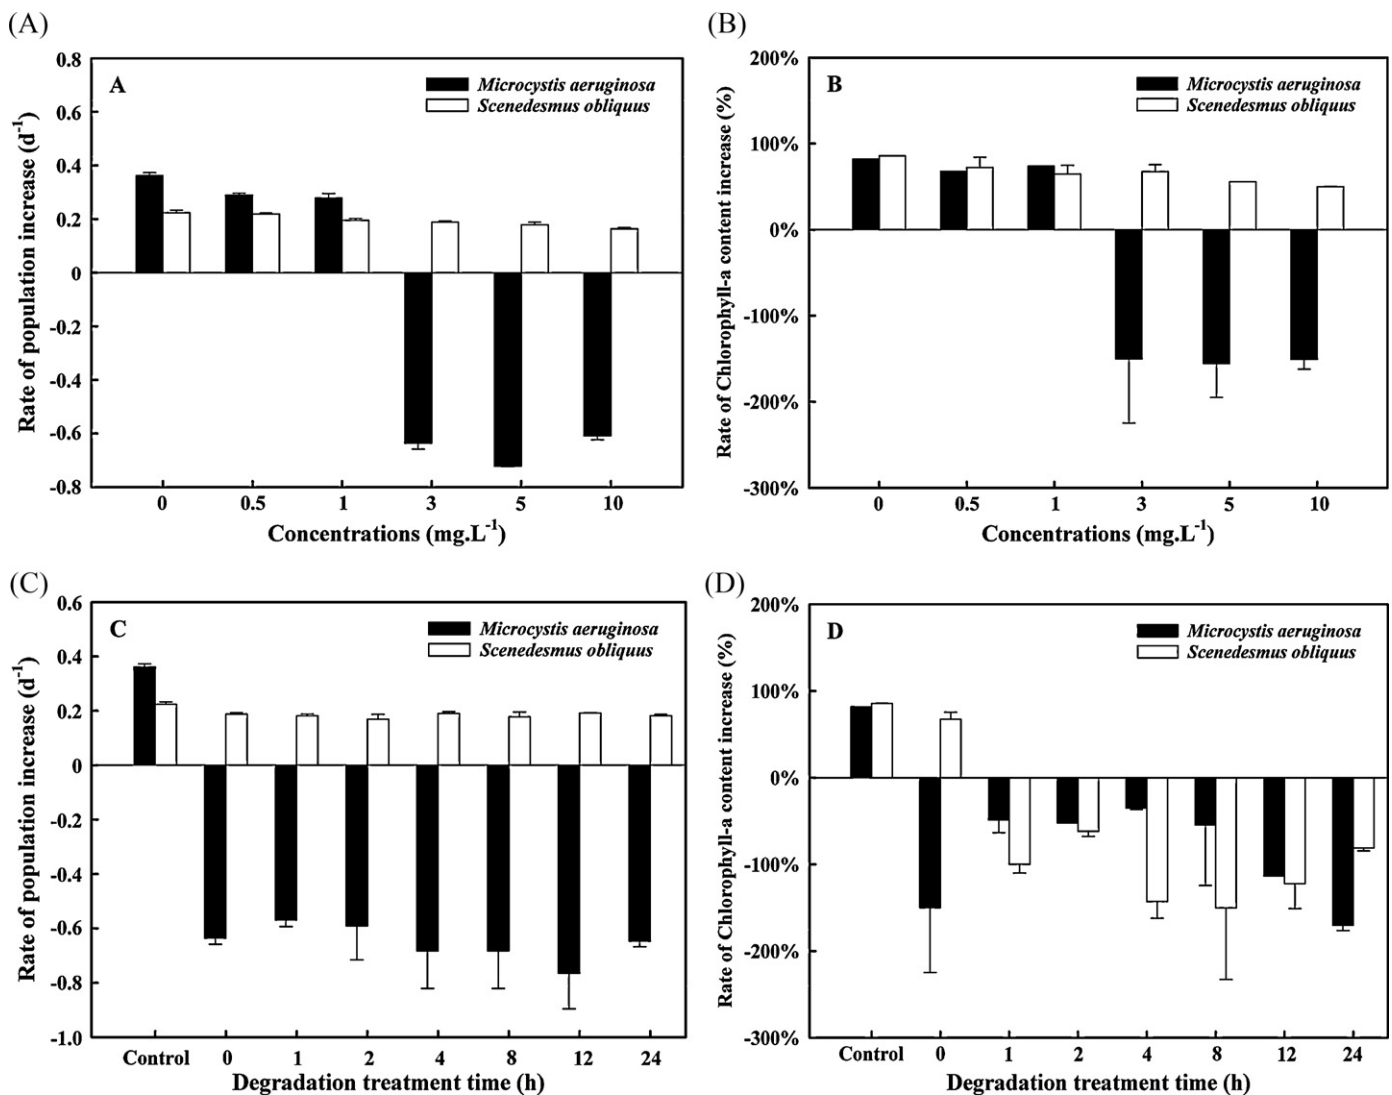 (A)
A
Microcystis aeruginosa
Scenedesmus obliquus
Rate of population increase (d⁻¹)
0.8
0.6
0.4
0.2
0
-0.2
-0.4
-0.6
-0.8
0 0.5 1 3 5 10
Concentrations (mg.L⁻¹)
(B)
B
Microcystis aeruginosa
Scenedesmus obliquus
Rate of Chlorophyll-a content increase (%)
200%
100%
0%
-100%
-200%
-300%
0 0.5 1 3 5 10
Concentrations (mg.L⁻¹)
(C)
C
Microcystis aeruginosa
Scenedesmus obliquus
Rate of population increase (d⁻¹)
0.6
0.4
0.2
0
-0.2
-0.4
-0.6
-0.8
-1.0
Control 0 1 2 4 8 12 24
Degradation treatment time (h)
(D)
D
Microcystis aeruginosa
Scenedesmus obliquus
Rate of Chlorophyll-a content increase (%)
200%
100%
0%
-100%
-200%
-300%
Control 0 1 2 4 8 12 24
Degradation treatment time (h)